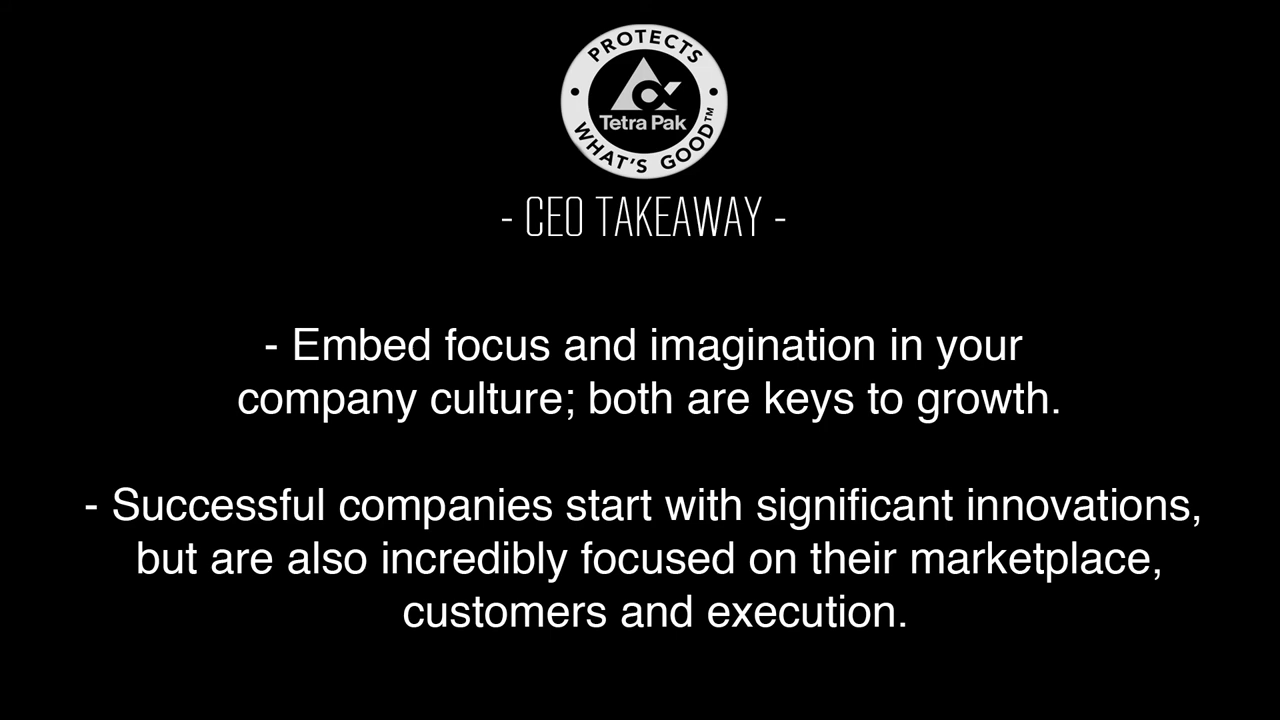 PROTECTS
Tetra Pak
WHAT'S GOOD™
- CEO TAKEAWAY -
- Embed focus and imagination in your
company culture; both are keys to growth.
- Successful companies start with significant innovations,
but are also incredibly focused on their marketplace,
customers and execution.